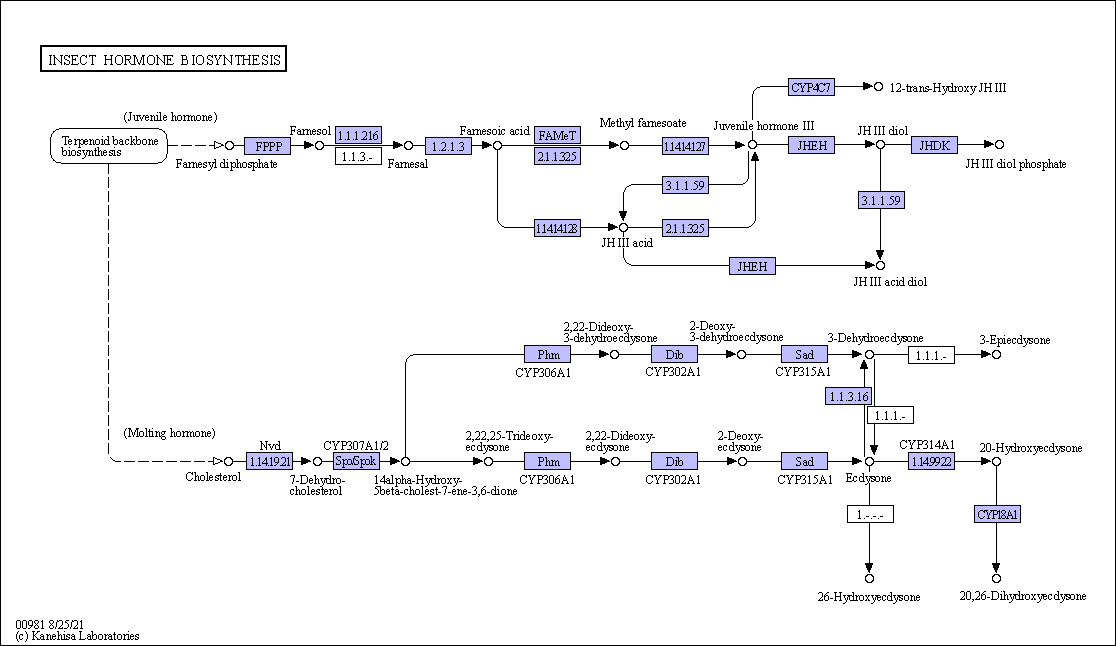 INSECT HORMONE BIOSYNTHESIS
CYP4C7
12-trans-Hydroxy JH III
(Juvenile hormone)
Terpenoid backbone
biosynthesis
Farnesyl diphosphate
FPPP
Farnesol
1.1.1.216
1.1.3.-
Farnesal
1.2.1.3
Farnesoic acid
FAMeT
2.1.1.325
Methyl farnesoate
1.14.14.127
Juvenile hormone III
JHEH
JH III diol
JHDK
JH III diol phosphate
3.1.1.59
3.1.1.59
1.14.14.128
JH III acid
2.1.1.325
JHEH
JH III acid diol
2,22-Dideoxy-
3-dehydroecdysone
2-Deoxy-
3-dehydroecdysone
3-Dehydroecdysone
3-Epiecdysone
Phm
CYP306A1
Dib
CYP302A1
Sad
CYP315A1
1.1.1.-
1.1.3.16
1.1.1.-
(Molting hormone)
Cholesterol
Nvd
1.14.19.21
7-Dehydro-
cholesterol
CYP307A1/2
Spo/Spok
14alpha-Hydroxy-
5beta-cholest-7-ene-3,6-dione
2,22,25-Trideoxy-
ecdysone
Phm
CYP306A1
2,22-Dideoxy-
ecdysone
Dib
CYP302A1
2-Deoxy-
ecdysone
Sad
CYP315A1
Ecdysone
CYP314A1
1.14.99.22
20-Hydroxyecdysone
1.-.-.-
CYP18A1
26-Hydroxyecdysone
20,26-Dihydroxyecdysone
00981 8/25/21
(c) Kanehisa Laboratories